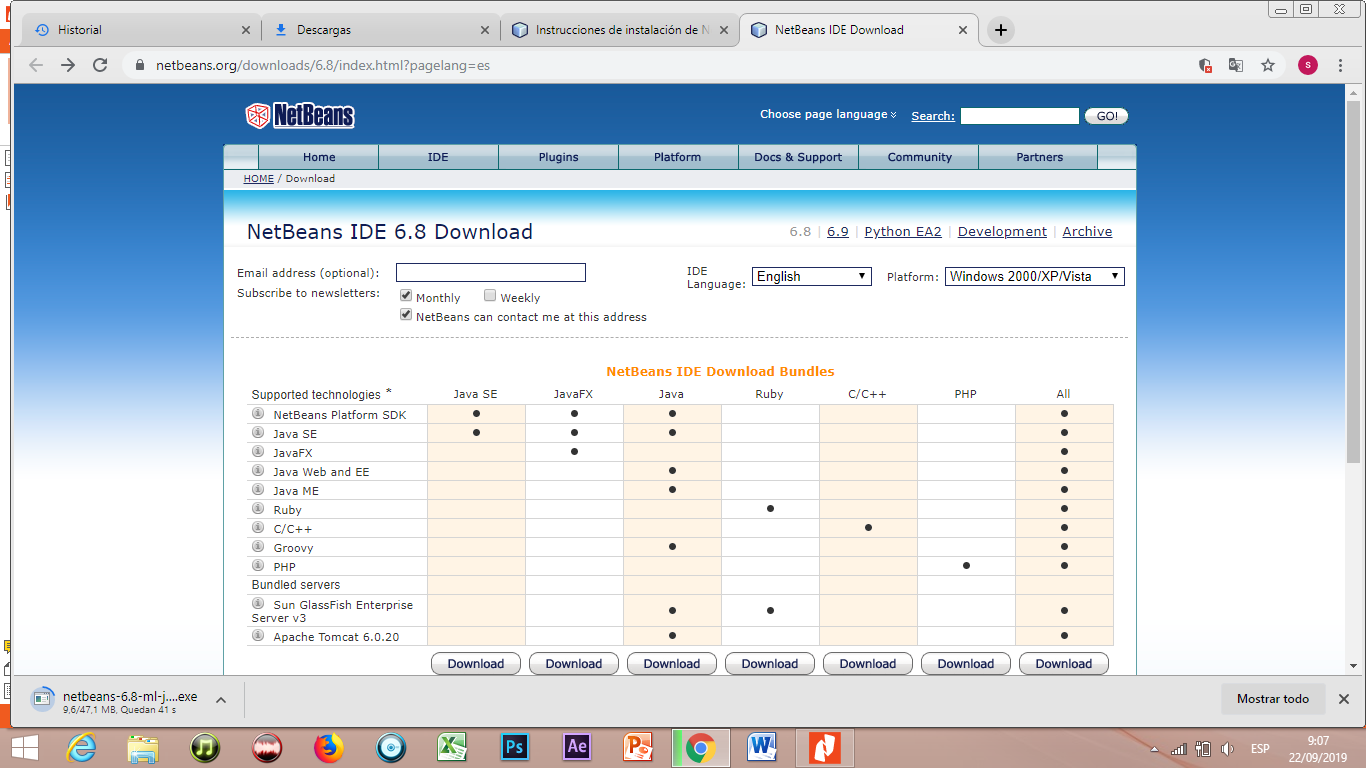 Historial
Descargas
Instrucciones de instalación de N
NetBeans IDE Download
netbeans.org/downloads/6.8/index.html?pagelang=es
s
NetBeans
Choose page language
Search:
GO!
Home
IDE
Plugins
Platform
Docs & Support
Community
Partners
HOME / Download
NetBeans IDE 6.8 Download
6.8 | 6.9 | Python EA2 | Development | Archive
Email address (optional):
IDE Language:
English
Platform:
Windows 2000/XP/Vista
Subscribe to newsletters:
Monthly
Weekly
NetBeans can contact me at this address
NetBeans IDE Download Bundles
Supported technologies * Java SE JavaFX Java Ruby C/C++ PHP All
NetBeans Platform SDK
Java SE
JavaFX
Java Web and EE
Java ME
Ruby
C/C++
Groovy
PHP
Bundled servers
Sun GlassFish Enterprise
Server v3
Apache Tomcat 6.0.20
Download Download Download Download Download Download Download
netbeans-6.8-ml-j....exe
9,6/47,1 MB, Quedan 41 s
Mostrar todo
Ps
Ae
ESP
9:07
22/09/2019